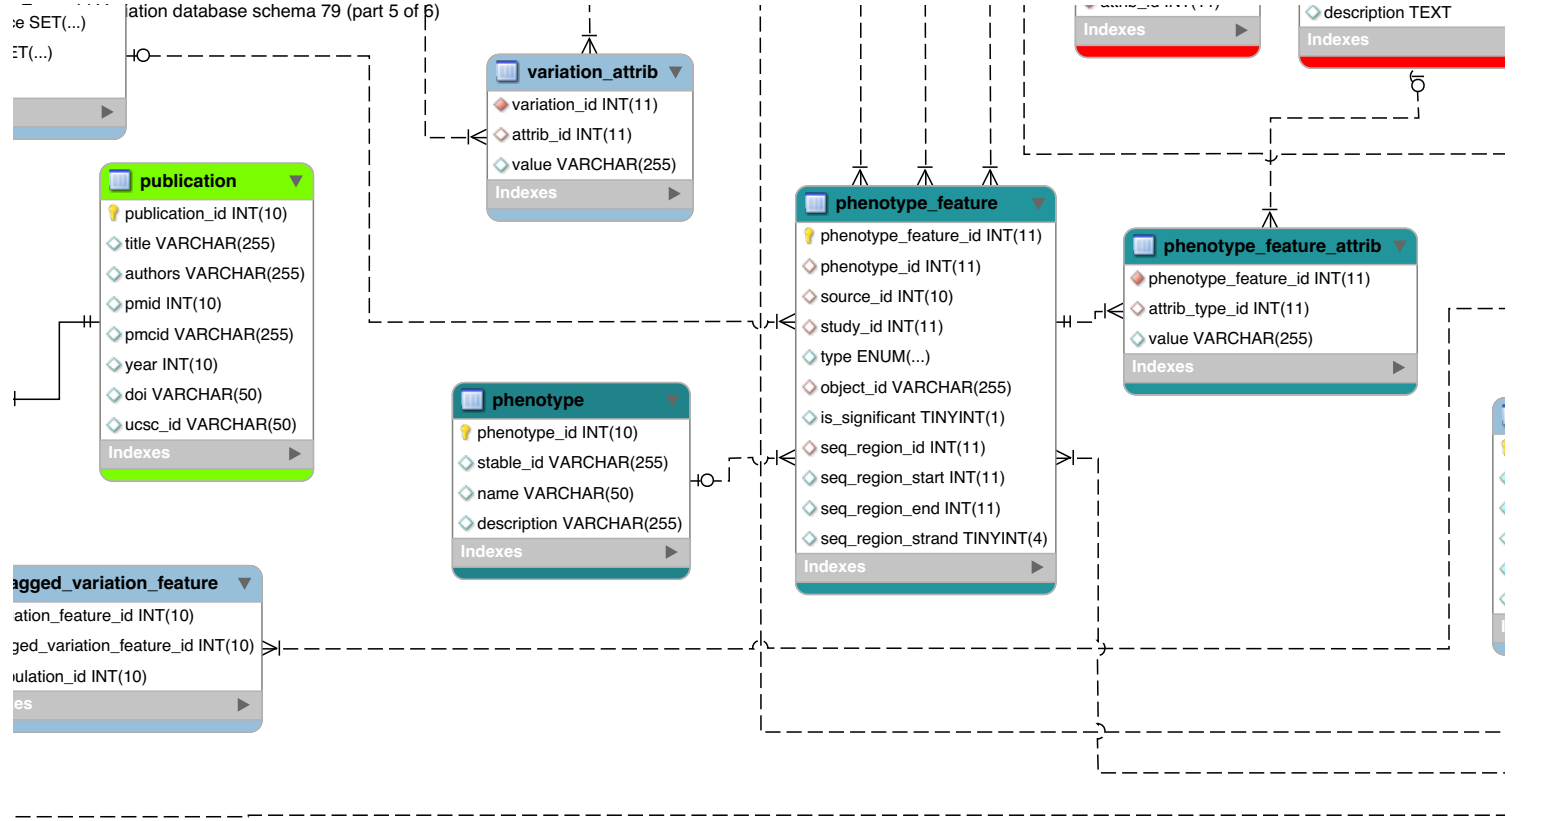 iation database schema 79 (part 5 of 6)
ce SET(...)
ET(...)
variation_attrib
variation_id INT(11)
attrib_id INT(11)
value VARCHAR(255)
Indexes
Indexes
description TEXT
Indexes
publication
publication_id INT(10)
title VARCHAR(255)
authors VARCHAR(255)
pmid INT(10)
pmcid VARCHAR(255)
year INT(10)
doi VARCHAR(50)
ucsc_id VARCHAR(50)
Indexes
phenotype_feature
phenotype_feature_id INT(11)
phenotype_id INT(11)
source_id INT(10)
study_id INT(11)
type ENUM(...)
object_id VARCHAR(255)
is_significant TINYINT(1)
seq_region_id INT(11)
seq_region_start INT(11)
seq_region_end INT(11)
seq_region_strand TINYINT(4)
Indexes
phenotype_feature_attrib
phenotype_feature_id INT(11)
attrib_type_id INT(11)
value VARCHAR(255)
Indexes
phenotype
phenotype_id INT(10)
stable_id VARCHAR(255)
name VARCHAR(50)
description VARCHAR(255)
Indexes
agged_variation_feature
iation_feature_id INT(10)
ged_variation_feature_id INT(10)
pulation_id INT(10)
es